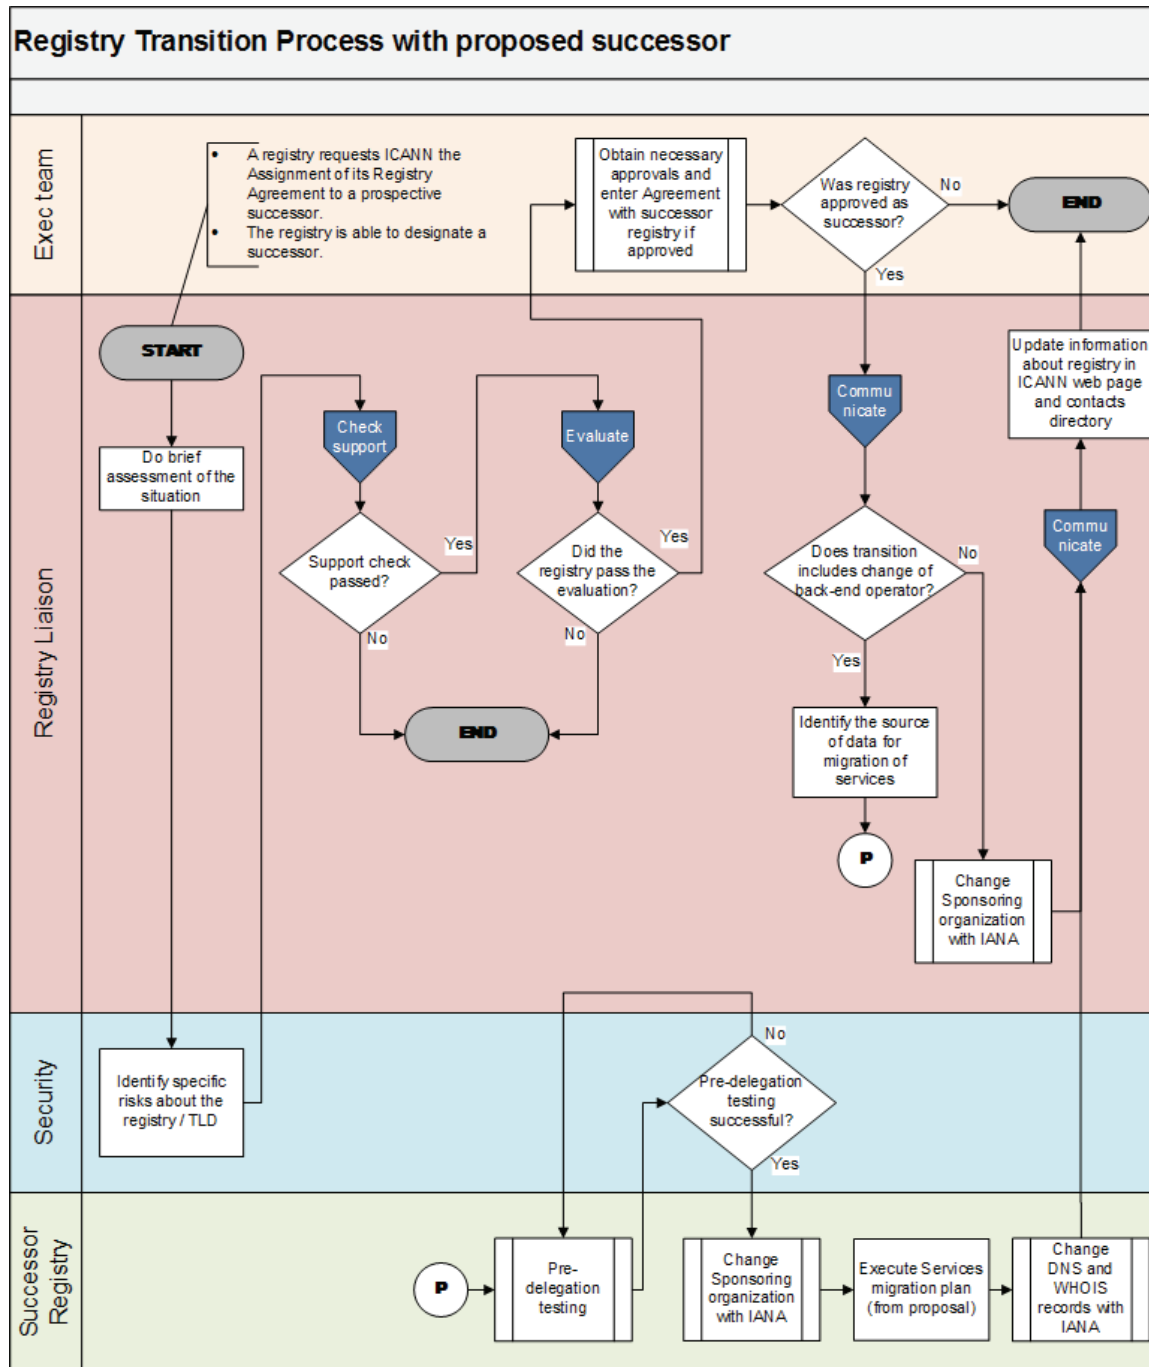 Registry Transition Process with proposed successor
Exec team
• A registry requests ICANN the
Assignment of its Registry
Agreement to a prospective
successor.
• The registry is able to designate a
successor.
Obtain necessary
approvals and
enter Agreement
with successor
registry if
approved
Was registry
approved as
successor?
No
Yes
END
Registry Liaison
START
Do brief
assessment of the
situation
Check
support
Support check
passed?
Yes
No
Evaluate
Did the
registry pass the
evaluation?
Yes
No
END
Commu
nicate
Does transition
includes change of
back-end operator?
No
Yes
Identify the source
of data for
migration of
services
P
Change
Sponsoring
organization
with IANA
Update information
about registry in
ICANN web page
and contacts
directory
Commu
nicate
Security
Identify specific
risks about the
registry / TLD
No
Pre-delegation
testing
successful?
Yes
Successor
Registry
P
Pre-
delegation
testing
Change
Sponsoring
organization
with IANA
Execute Services
migration plan
(from proposal)
Change
DNS and
WHOIS
records with
IANA